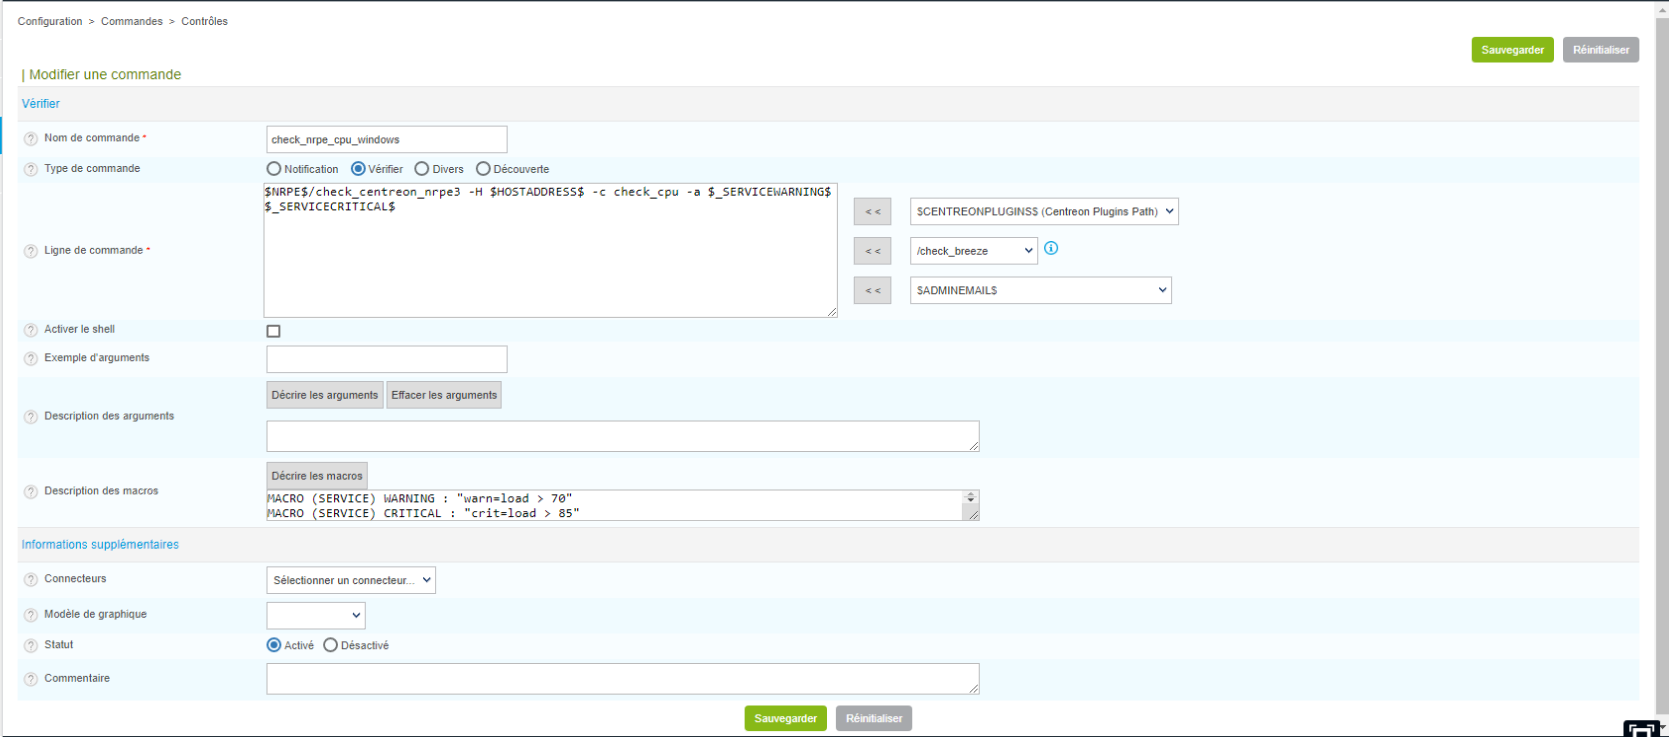 Configuration > Commandes > Contrôles
Sauvegarder Réinitialiser
| Modifier une commande
Vérifier
Nom de commande * check_nrpe_cpu_windows
Type de commande Notification Vérifier Divers Découverte
$NRPE$/check_centreon_nrpe3 -H $HOSTADDRESS$ -c check_cpu -a $_SERVICEWARNING$
$_SERVICECRITICAL$
<< $CENTREONPLUGINS$ (Centreon Plugins Path)
Ligne de commande * << /check_breeze
<< $ADMINEMAIL$
Activer le shell
Exemple d'arguments
Décrire les arguments Effacer les arguments
Description des arguments
Décrire les macros
Description des macros
MACRO (SERVICE) WARNING : "warn=load > 70"
MACRO (SERVICE) CRITICAL : "crit=load > 85"
Informations supplémentaires
Connecteurs Sélectionner un connecteur...
Modèle de graphique
Statut Activé Désactivé
Commentaire
Sauvegarder Réinitialiser